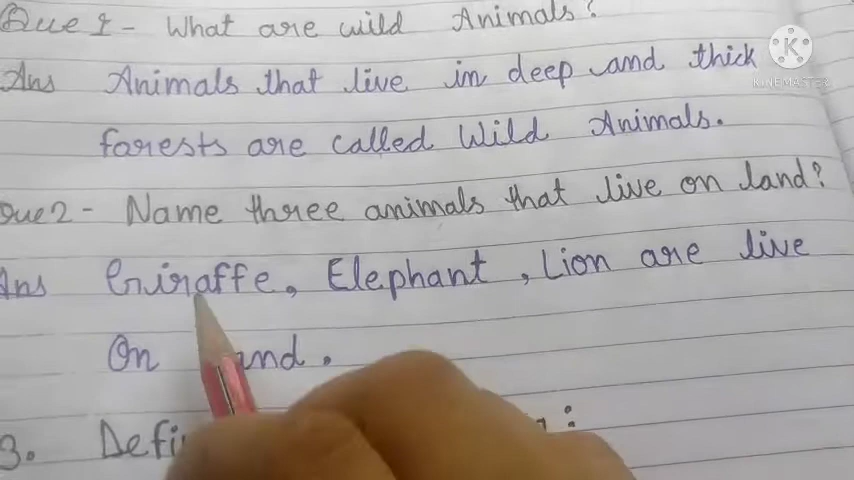 Que 1 - What are wild Animals?
Ans Animals that live in deep and thick
forests are called Wild Animals.
Que 2 - Name three animals that live on land?
Ans Giraffe, Elephant, Lion are live
On
3. Defi
K
KINEMASTER